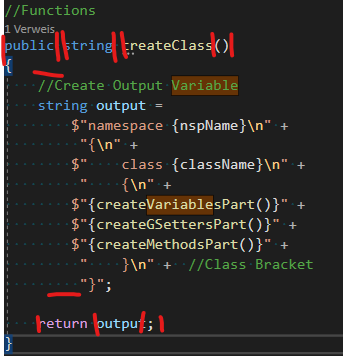 //Functions
1 Verweis
public string createClass()
{
//Create Output Variable
string output =
$"namespace {nspName}\n" +
"{\n" +
$"    class {className}\n" +
"    {\n" +
$"{createVariablesPart()}" +
$"{createGSettersPart()}" +
$"{createMethodsPart()}" +
"    }\n" +  //Class Bracket
"}";
return output;
}